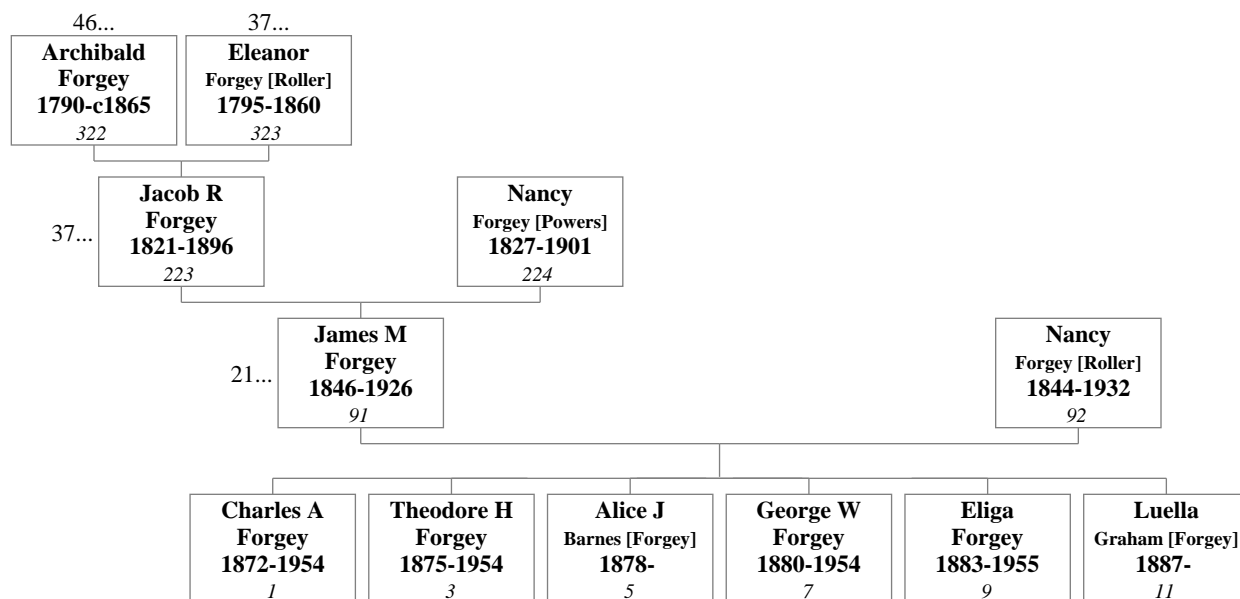 46...
37...
Archibald
Forgey
1790-c1865
322
Eleanor
Forgey [Roller]
1795-1860
323
37...
Jacob R
Forgey
1821-1896
223
Nancy
Forgey [Powers]
1827-1901
224
21...
James M
Forgey
1846-1926
91
Nancy
Forgey [Roller]
1844-1932
92
Charles A
Forgey
1872-1954
1
Theodore H
Forgey
1875-1954
3
Alice J
Barnes [Forgey]
1878-
5
George W
Forgey
1880-1954
7
Eliga
Forgey
1883-1955
9
Luella
Graham [Forgey]
1887-
11